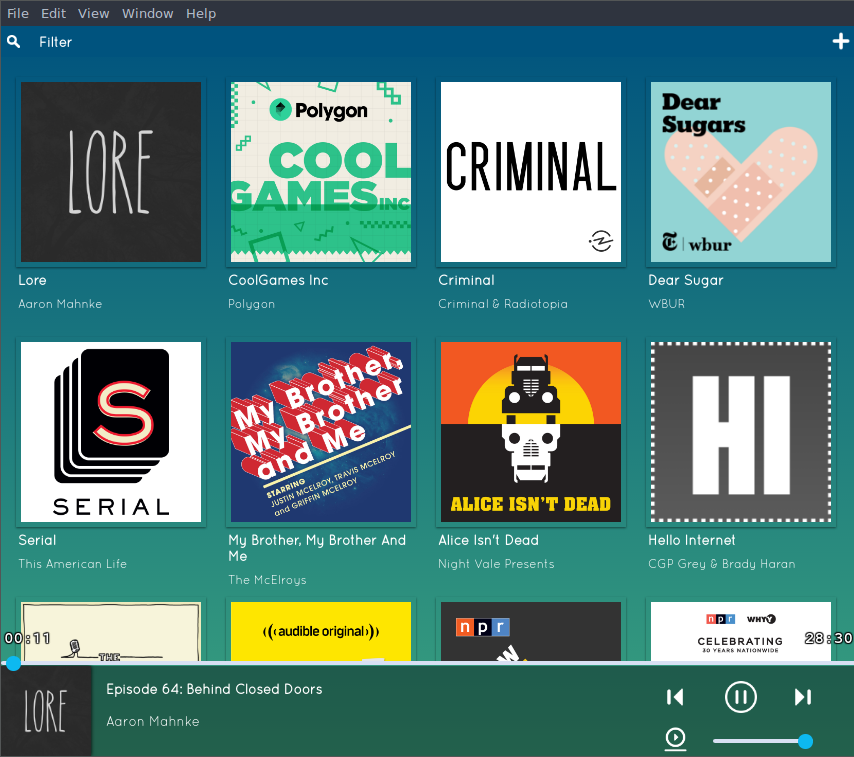 File Edit View Window Help
Filter
LORE
Polygon
COOL
GAMES INC
CRIMINAL
Dear
Sugars
T wbur
Lore
Aaron Mahnke
CoolGames Inc
Polygon
Criminal
Criminal & Radiotopia
Dear Sugar
WBUR
S
SERIAL
My Brother,
My Brother
and Me
STARRING
JUSTIN MCELROY, TRAVIS MCELROY
and GRIFFIN MCELROY
ALICE ISN'T DEAD
HI
Serial
This American Life
My Brother, My Brother And
Me
The McElroys
Alice Isn't Dead
Night Vale Presents
Hello Internet
CGP Grey & Brady Haran
THE
audible original
npr
npr WHYY
CELEBRATING
30 YEARS NATIONWIDE
00:11
28:30
LORE
Episode 64: Behind Closed Doors
Aaron Mahnke